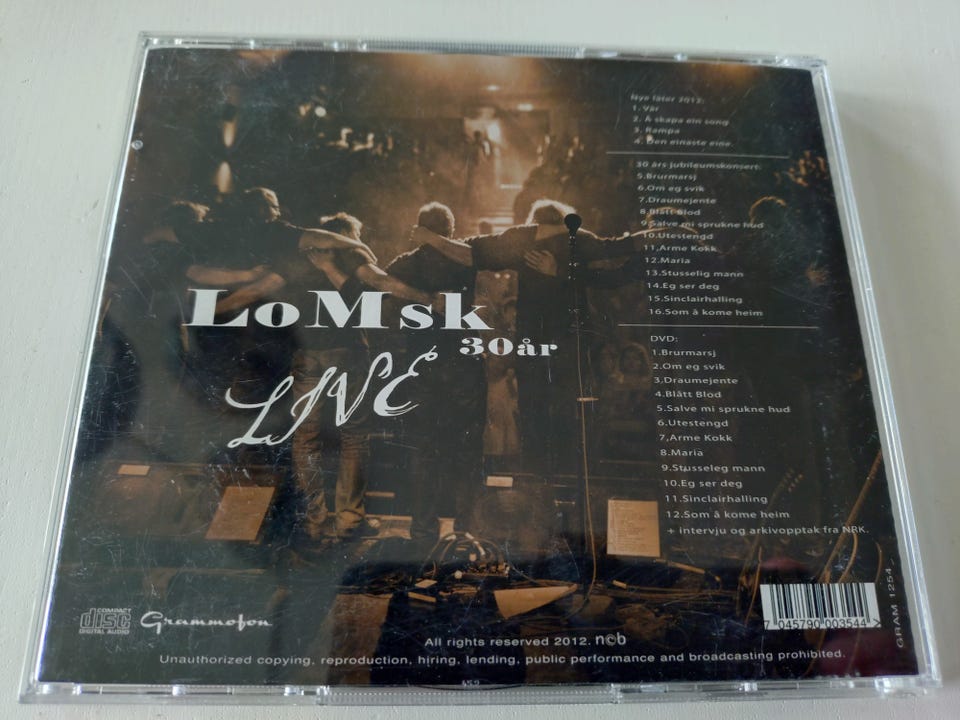 Nye låter 2012:
1. Vår
2. Å skapa ein song
3. Rampa
4. Den einaste eine.
30 års jubileumskonsert:
5.Brurmarsj
6.Om eg svik
7,Draumejente
8.Blått Blod
9.Salve mi sprukne hud
10.Utestengd
11,Arme Kokk
12.Maria
13.Stusselig mann
14.Eg ser deg
15.Sinclairhalling
16.Som å kome heim
LoMsk
30år
LIVE
DVD:
1.Brurmarsj
2.Om eg svik
3,Draumejente
4.Blått Blod
5.Salve mi sprukne hud
6.Utestengd
7,Arme Kokk
8.Maria
9.Stusseleg mann
10.Eg ser deg
11.Sinclairhalling
12.Som å kome heim
+ intervju og arkivopptak fra NRK.
COMPACT
disc
DIGITAL AUDIO
Grammofon
7 045790 003544 >
GRAM 1254
All rights reserved 2012. n©b
Unauthorized copying, reproduction, hiring, lending, public performance and broadcasting prohibited.